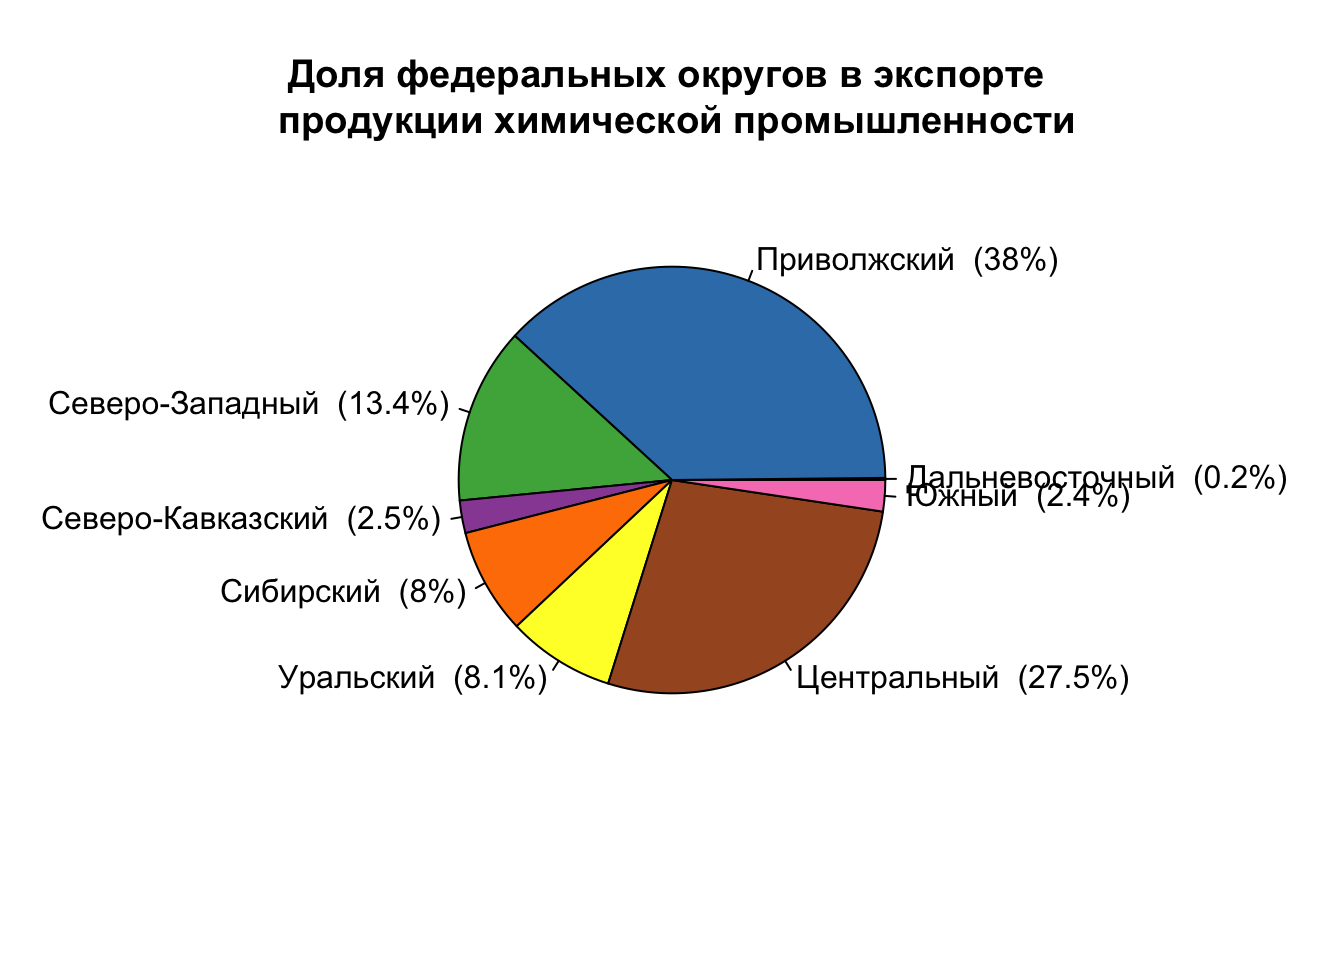 Доля федеральных округов в экспорте
продукции химической промышленности
Приволжский (38%)
Северо-Западный (13.4%)
Дальневосточный (0.2%)
Южный (2.4%)
Северо-Кавказский (2.5%)
Сибирский (8%)
Уральский (8.1%)
Центральный (27.5%)